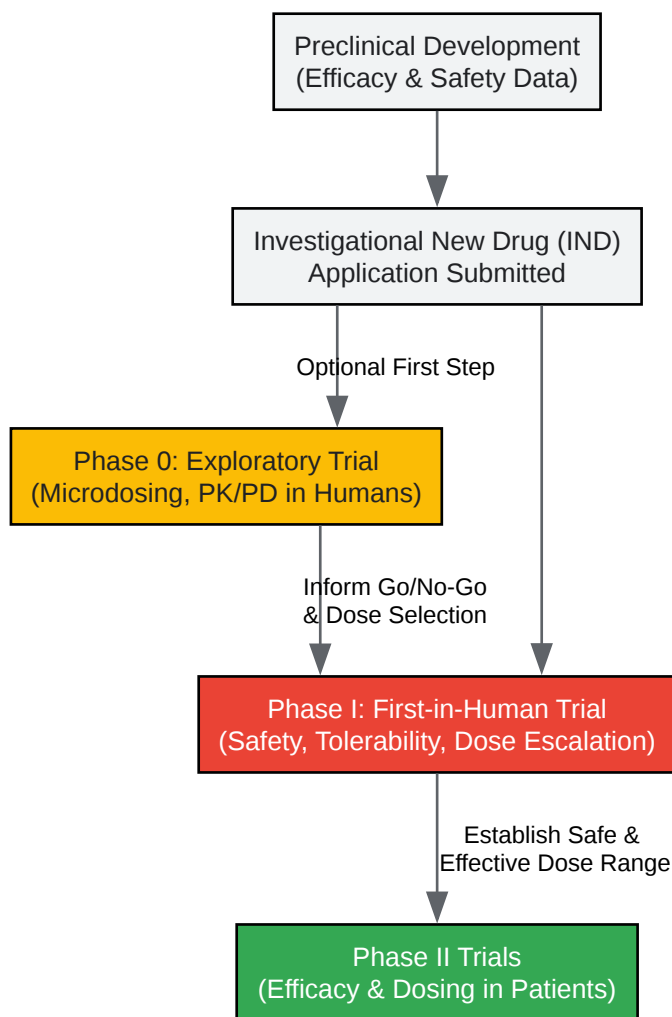 Preclinical Development
(Efficacy & Safety Data)
Investigational New Drug (IND)
Application Submitted
Optional First Step
Phase 0: Exploratory Trial
(Microdosing, PK/PD in Humans)
Inform Go/No-Go
& Dose Selection
Phase I: First-in-Human Trial
(Safety, Tolerability, Dose Escalation)
Establish Safe &
Effective Dose Range
Phase II Trials
(Efficacy & Dosing in Patients)